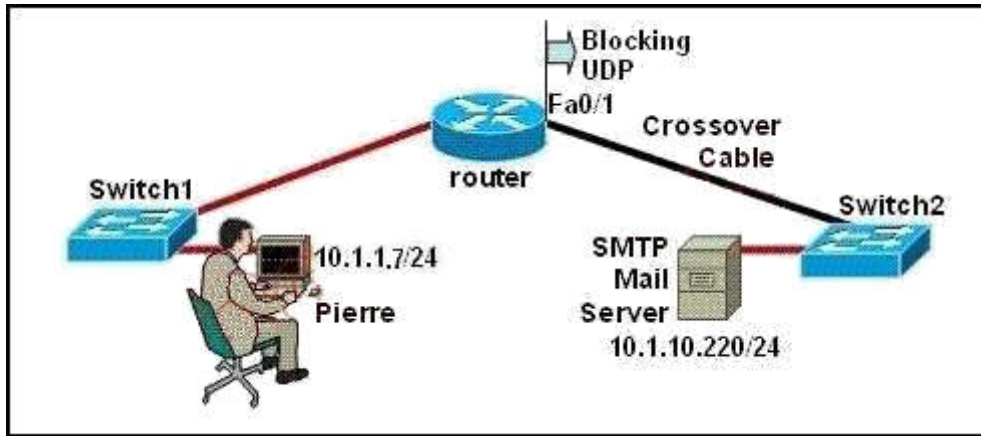 Blocking
UDP
Fa0/1
Crossover
Cable
router
Switch1
Switch2
10.1.1.7/24
Pierre
SMTP
Mail
Server
10.1.10.220/24